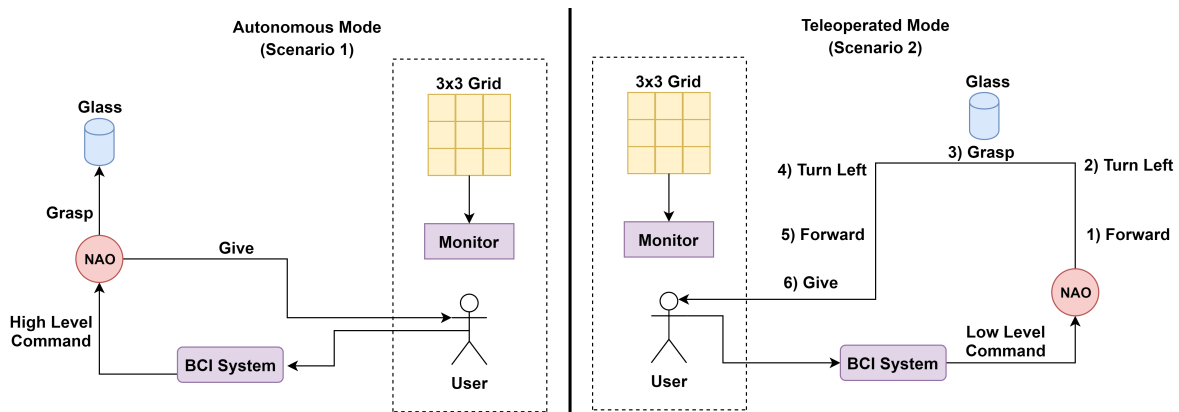 Autonomous Mode
(Scenario 1)
3x3 Grid
Glass
Grasp
Monitor
NAO
Give
High Level
Command
BCI System
User
Teleoperated Mode
(Scenario 2)
3x3 Grid
3) Grasp
4) Turn Left
2) Turn Left
Glass
Monitor
5) Forward
1) Forward
6) Give
NAO
Low Level
Command
BCI System
User